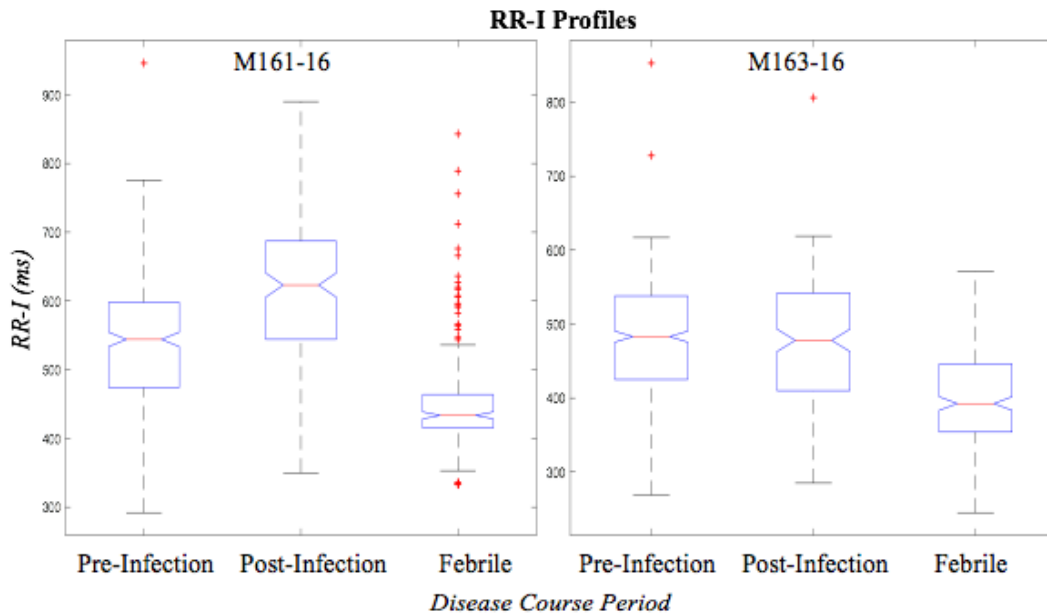 RR-I Profiles
M161-16
M163-16
900
800
700
600
500
400
300
800
700
600
500
400
300
RR-I (ms)
Pre-Infection Post-Infection Febrile
Pre-Infection Post-Infection Febrile
Disease Course Period